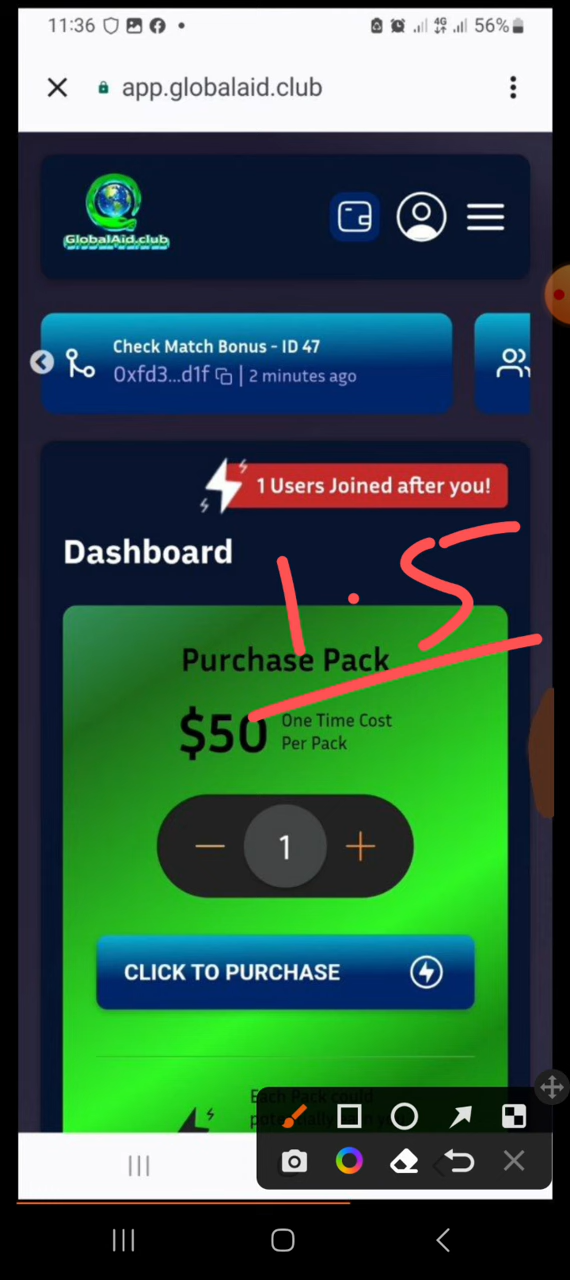 11:36 4G 56%
app.globalaid.club
GlobalAid.club
Check Match Bonus - ID 47
0xfd3...d1f | 2 minutes ago
1 Users Joined after you!
Dashboard
1.5
Purchase Pack
$50 One Time Cost
Per Pack
1
CLICK TO PURCHASE
Each Pack could